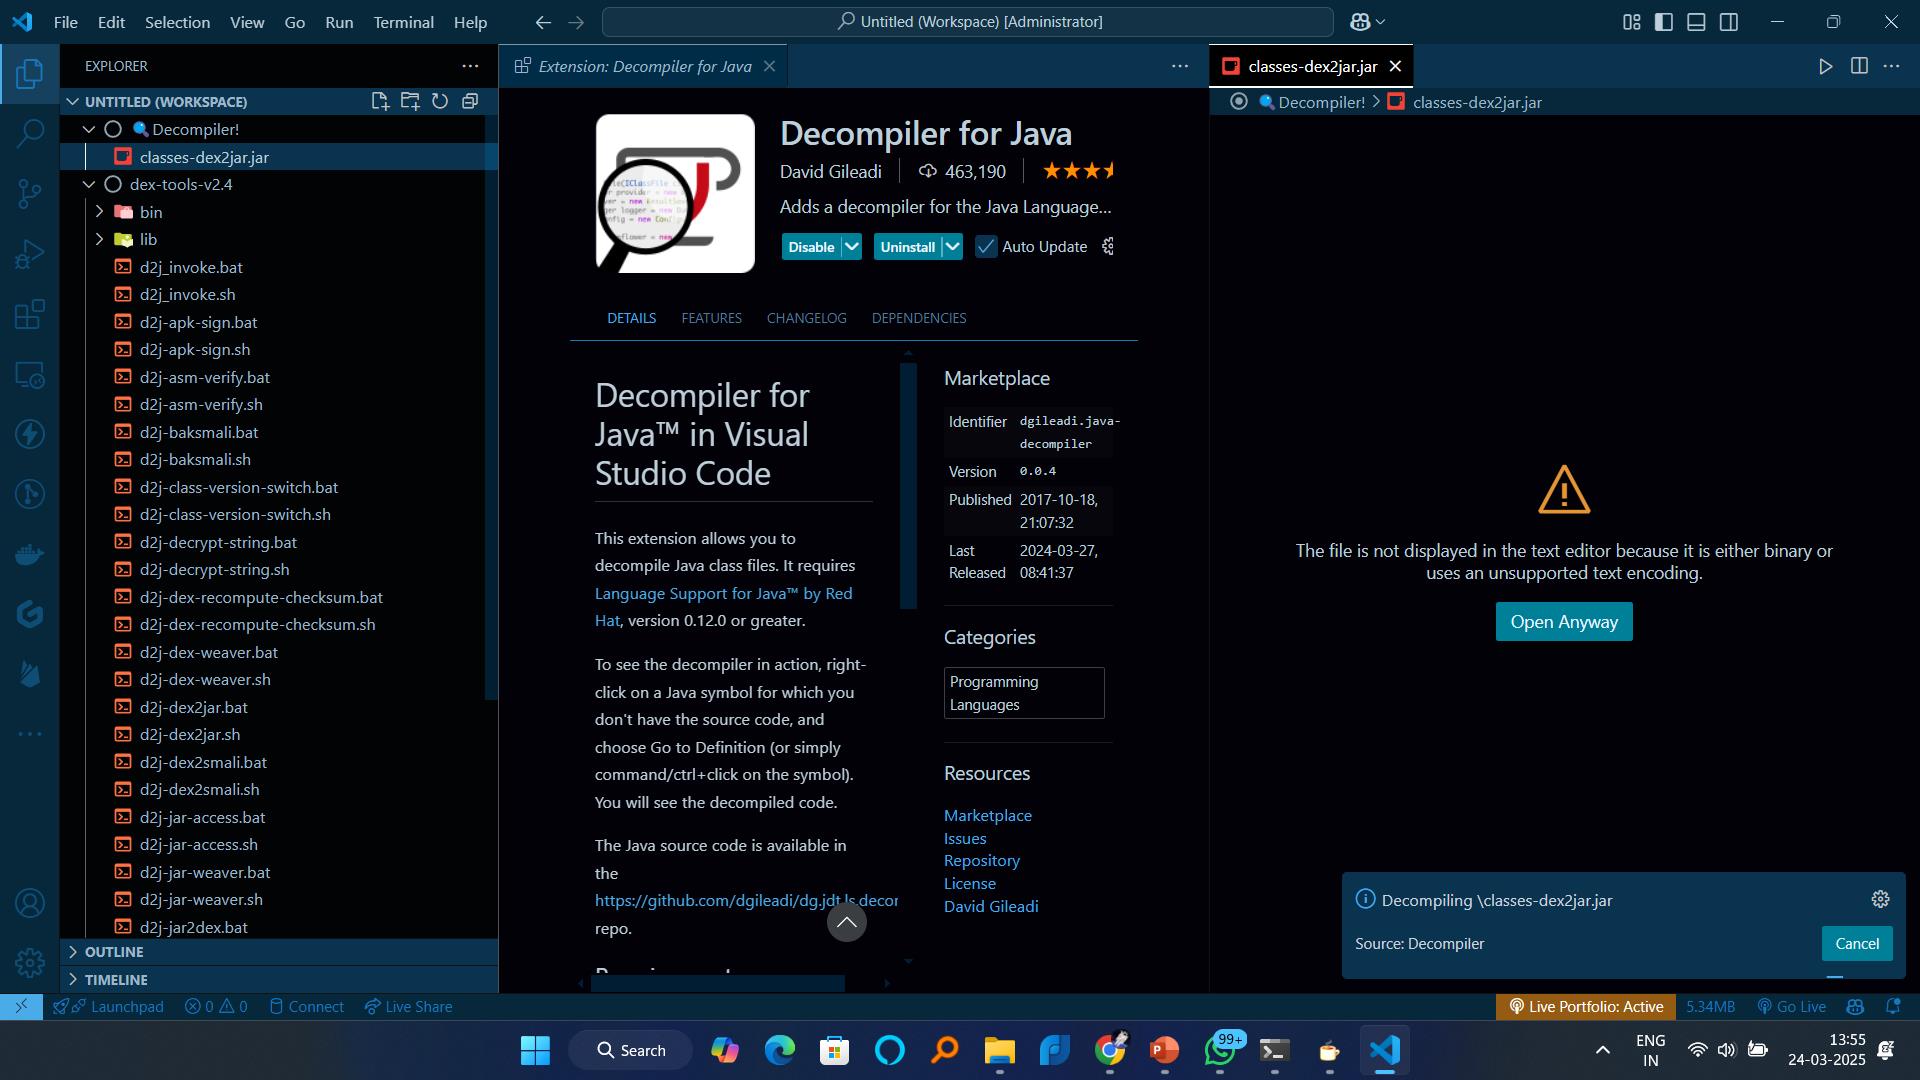 File Edit Selection View Go Run Terminal Help
Untitled (Workspace) [Administrator]
EXPLORER
UNTITLED (WORKSPACE)
Decompiler!
classes-dex2jar.jar
dex-tools-v2.4
bin
lib
d2j_invoke.bat
d2j_invoke.sh
d2j-apk-sign.bat
d2j-apk-sign.sh
d2j-asm-verify.bat
d2j-asm-verify.sh
d2j-baksmali.bat
d2j-baksmali.sh
d2j-class-version-switch.bat
d2j-class-version-switch.sh
d2j-decrypt-string.bat
d2j-decrypt-string.sh
d2j-dex-recompute-checksum.bat
d2j-dex-recompute-checksum.sh
d2j-dex-weaver.bat
d2j-dex-weaver.sh
d2j-dex2jar.bat
d2j-dex2jar.sh
d2j-dex2smali.bat
d2j-dex2smali.sh
d2j-jar-access.bat
d2j-jar-access.sh
d2j-jar-weaver.bat
d2j-jar-weaver.sh
d2j-jar2dex.bat
OUTLINE
TIMELINE
Extension: Decompiler for Java
Decompiler for Java
David Gileadi 463,190
Adds a decompiler for the Java Language...
Disable Uninstall Auto Update
DETAILS FEATURES CHANGELOG DEPENDENCIES
Decompiler for
Java™ in Visual
Studio Code
This extension allows you to
decompile Java class files. It requires
Language Support for Java™ by Red
Hat, version 0.12.0 or greater.
To see the decompiler in action, right-
click on a Java symbol for which you
don't have the source code, and
choose Go to Definition (or simply
command/ctrl+click on the symbol).
You will see the decompiled code.
The Java source code is available in
the
https://github.com/dgileadi/dg.jdt.ls.decor
repo.
Marketplace
Identifier dgileadi.java-
decompiler
Version 0.0.4
Published 2017-10-18,
21:07:32
Last 2024-03-27,
Released 08:41:37
Categories
Programming
Languages
Resources
Marketplace
Issues
Repository
License
David Gileadi
classes-dex2jar.jar
Decompiler! classes-dex2jar.jar
The file is not displayed in the text editor because it is either binary or
uses an unsupported text encoding.
Open Anyway
Decompiling \classes-dex2jar.jar
Source: Decompiler Cancel
Launchpad 0 0 Connect Live Share
Live Portfolio: Active 5.34MB Go Live
Search
99+
ENG
IN
13:55
24-03-2025